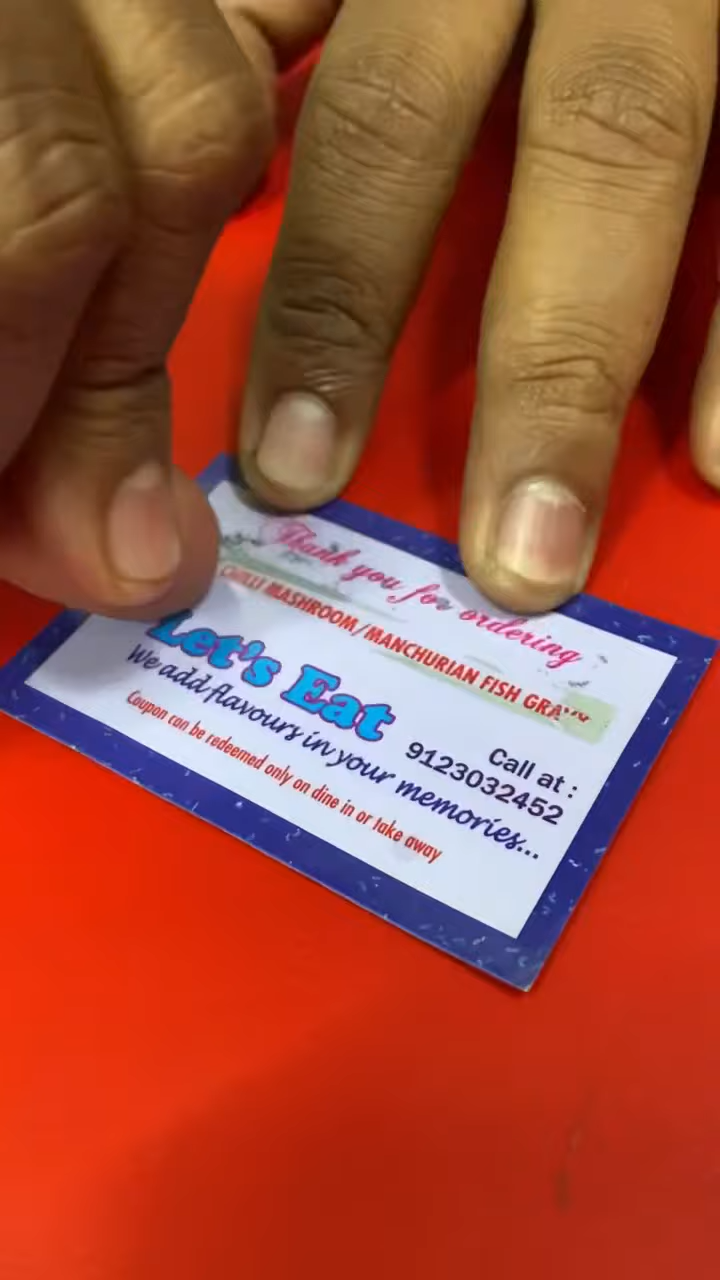 Thank you for ordering
CHILLI MASHROOM/MANCHURIAN FISH GRAVY
Let's Eat
We add flavours in your memories...
Call at :
9123032452
Coupon can be redeemed only on dine in or take away